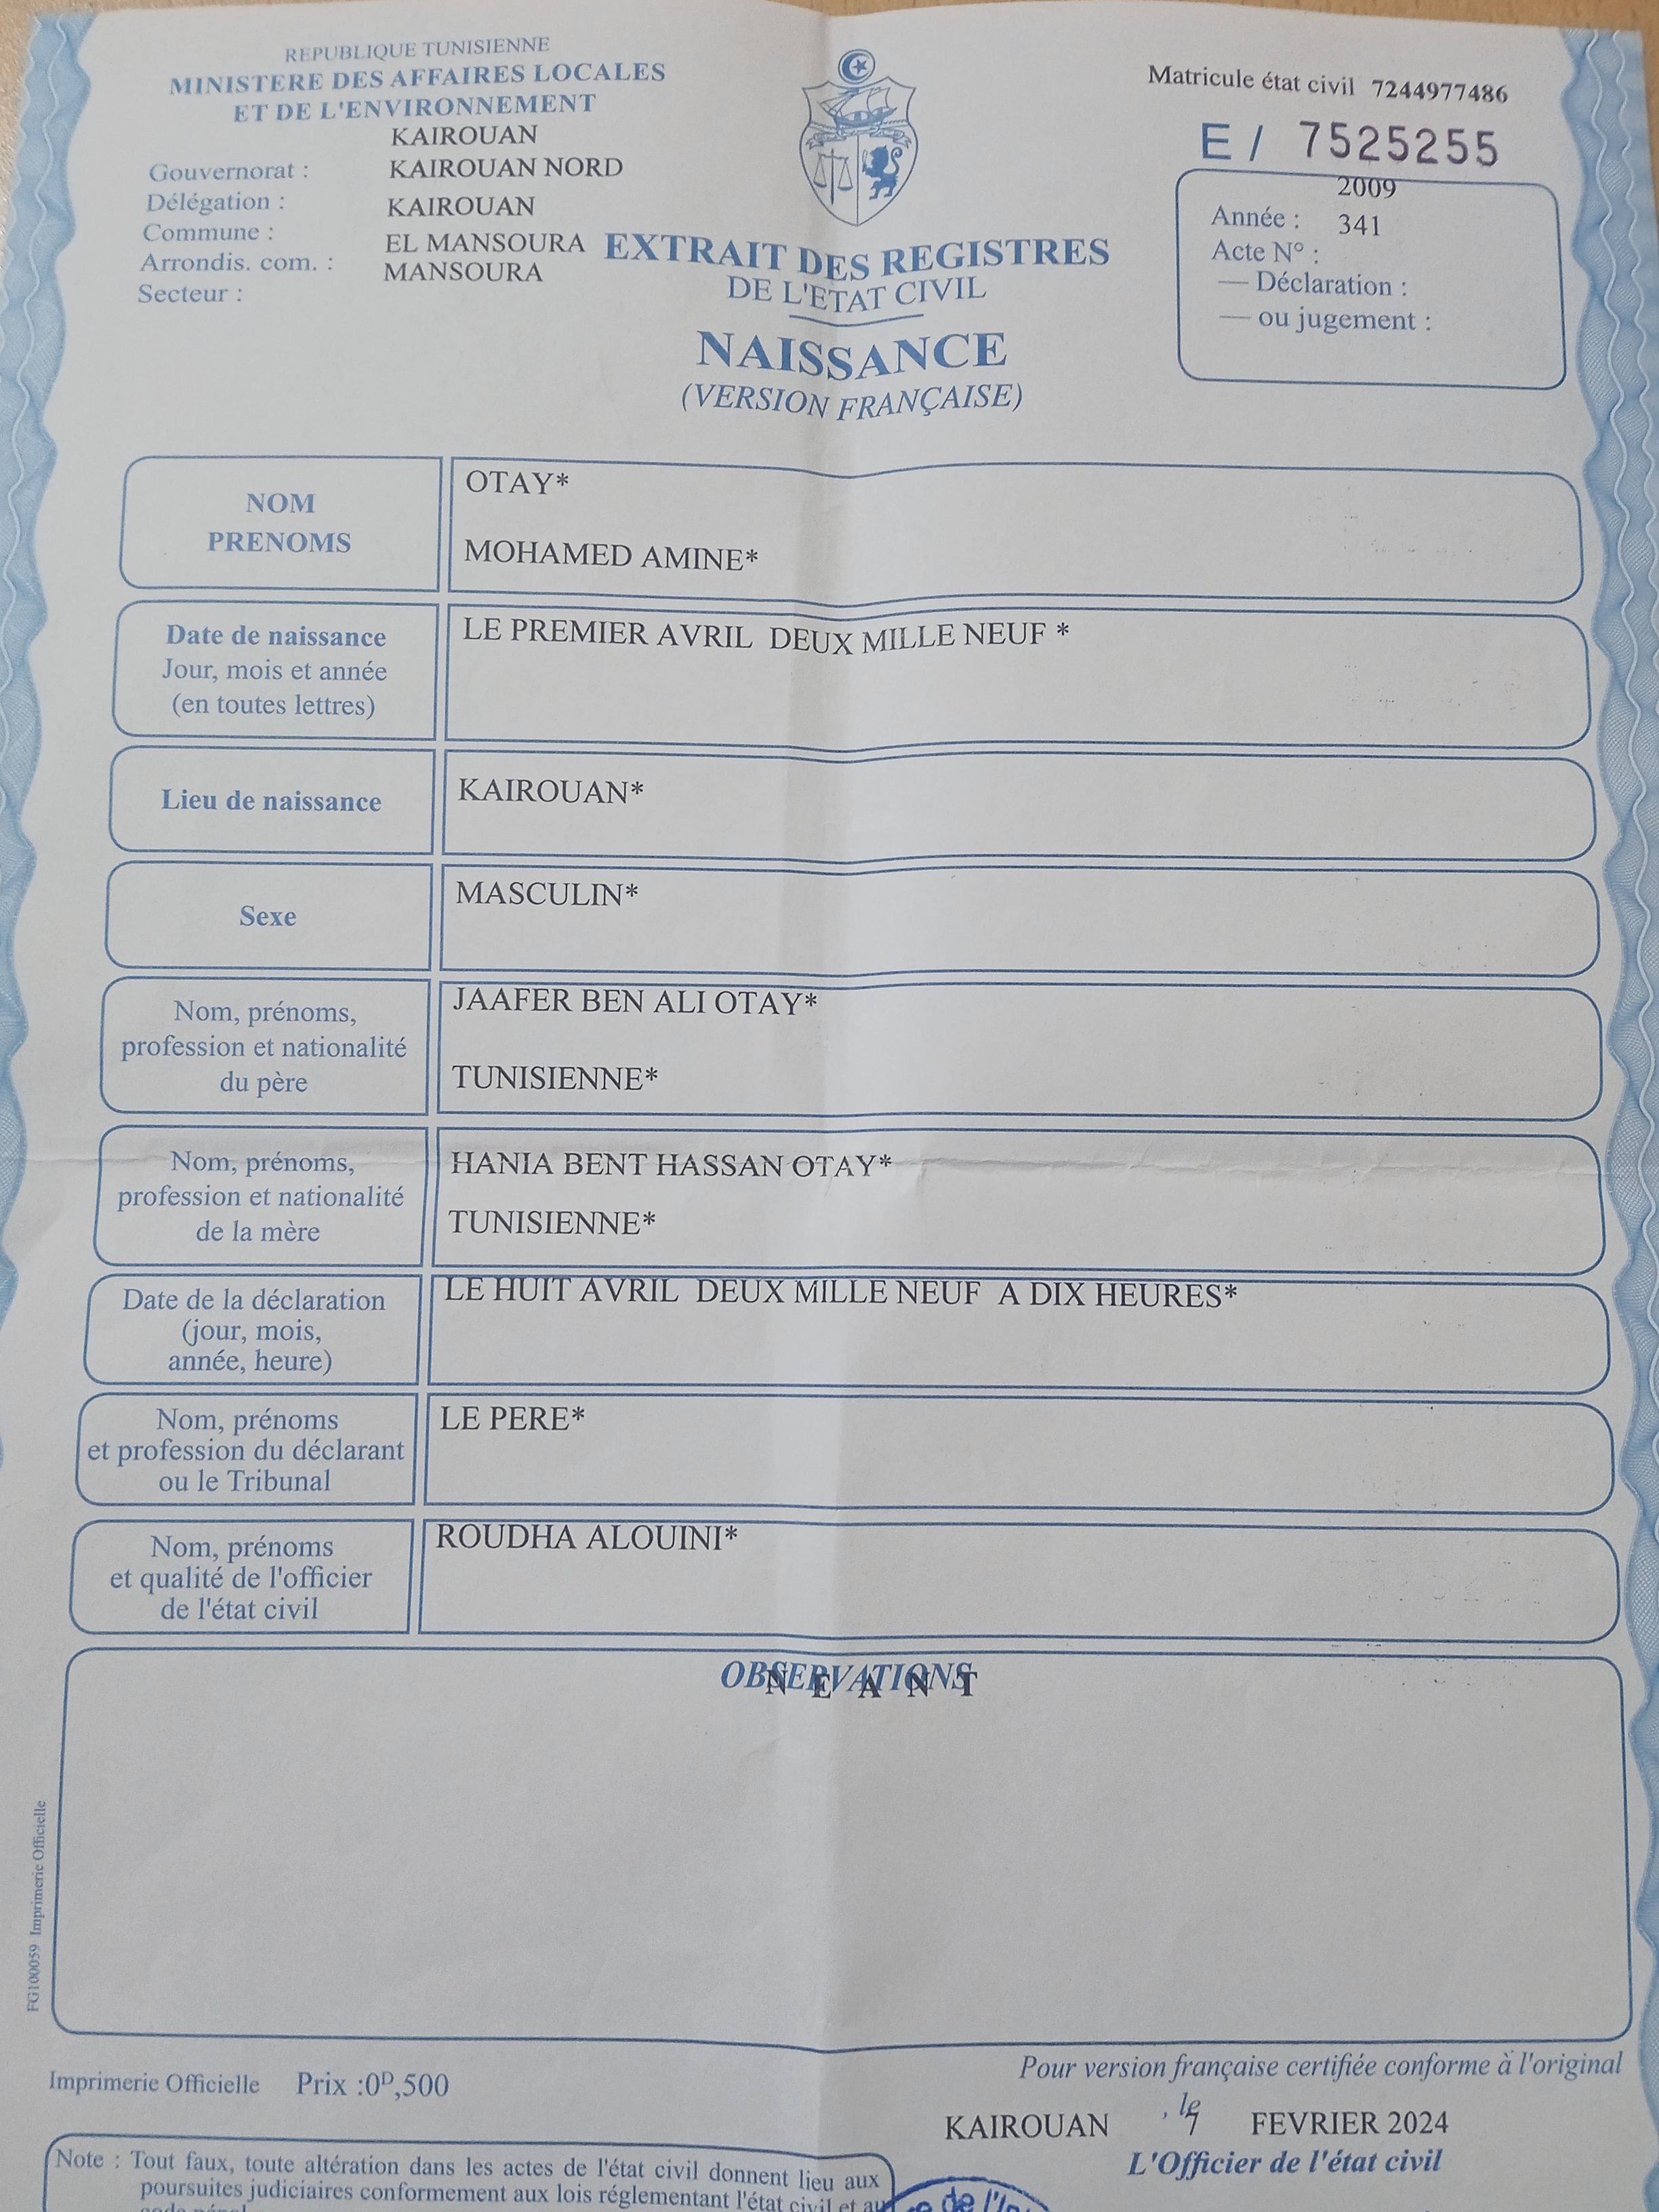 REPUBLIQUE TUNISIENNE
MINISTERE DES AFFAIRES LOCALES
ET DE L'ENVIRONNEMENT
KAIROUAN
Gouvernorat : KAIROUAN NORD
Délégation : KAIROUAN
Commune : EL MANSOURA
Arrondis. com. : MANSOURA
Secteur :
Matricule état civil 7244977486
E / 7525255
2009
Année : 341
Acte N° :
— Déclaration :
— ou jugement :
EXTRAIT DES REGISTRES
DE L'ETAT CIVIL
NAISSANCE
(VERSION FRANÇAISE)
NOM
PRENOMS
OTAY*
MOHAMED AMINE*
Date de naissance
Jour, mois et année
(en toutes lettres)
LE PREMIER AVRIL DEUX MILLE NEUF *
Lieu de naissance
KAIROUAN*
Sexe
MASCULIN*
Nom, prénoms,
profession et nationalité
du père
JAAFER BEN ALI OTAY*
TUNISIENNE*
Nom, prénoms,
profession et nationalité
de la mère
HANIA BENT HASSAN OTAY*
TUNISIENNE*
Date de la déclaration
(jour, mois,
année, heure)
LE HUIT AVRIL DEUX MILLE NEUF A DIX HEURES*
Nom, prénoms
et profession du déclarant
ou le Tribunal
LE PERE*
Nom, prénoms
et qualité de l'officier
de l'état civil
ROUDHA ALOUINI*
OBSERVATIONS
N E A N T
FG100059 Imprimerie Officielle
Imprimerie Officielle Prix :0ᴰ,500
Pour version française certifiée conforme à l'original
KAIROUAN , le 7 FEVRIER 2024
L'Officier de l'état civil
Note : Tout faux, toute altération dans les actes de l'état civil donnent lieu aux
poursuites judiciaires conformement aux lois réglementant l'état civil et au
code pénal
de l'